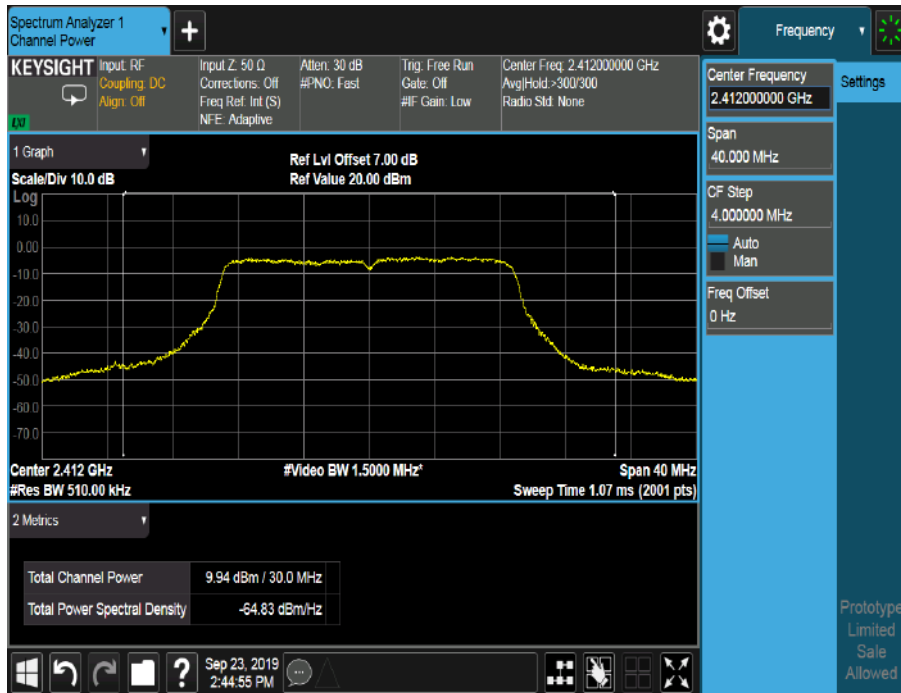 Spectrum Analyzer 1
Channel Power
+
Frequency
KEYSIGHT
Input: RF
Coupling: DC
Align: Off
LXI
Input Z: 50 Ω
Corrections: Off
Freq Ref: Int (S)
NFE: Adaptive
Atten: 30 dB
#PNO: Fast
Trig: Free Run
Gate: Off
#IF Gain: Low
Center Freq: 2.412000000 GHz
Avg|Hold:>300/300
Radio Std: None
Center Frequency
2.412000000 GHz
Settings
Span
40.000 MHz
CF Step
4.000000 MHz
Auto
Man
Freq Offset
0 Hz
1 Graph
Ref Lvl Offset 7.00 dB
Scale/Div 10.0 dB
Ref Value 20.00 dBm
Log
10.0
0.00
-10.0
-20.0
-30.0
-40.0
-50.0
-60.0
-70.0
Center 2.412 GHz
#Video BW 1.5000 MHz*
Span 40 MHz
#Res BW 510.00 kHz
Sweep Time 1.07 ms (2001 pts)
2 Metrics
Total Channel Power
9.94 dBm / 30.0 MHz
Total Power Spectral Density
-64.83 dBm/Hz
Prototype
Limited
Sale
Allowed
?
Sep 23, 2019
2:44:55 PM